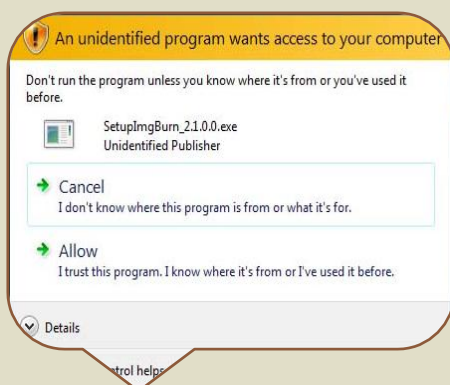 An unidentified program wants access to your computer
Don't run the program unless you know where it's from or you've used it
before.
SetupImgBurn_2.1.0.0.exe
Unidentified Publisher
Cancel
I don't know where this program is from or what it's for.
Allow
I trust this program. I know where it's from or I've used it before.
Details
helps